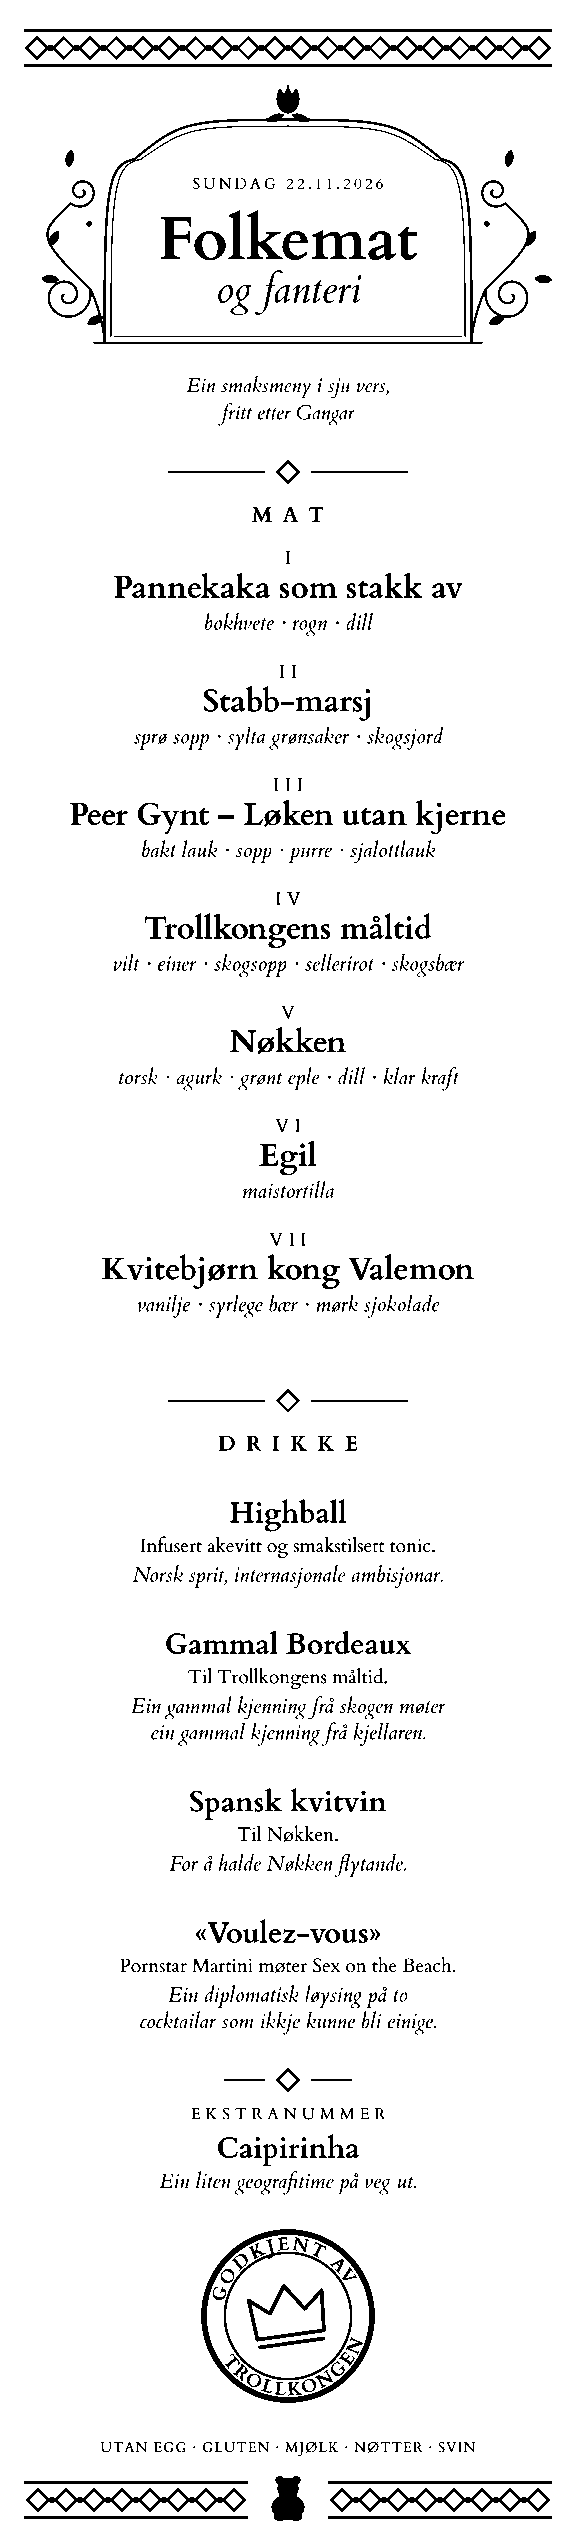 SUNDAG 22.11.2026
Folkemat
og fanteri
Ein smaksmeny i sju vers,
fritt etter Gangar
MAT
I
Pannekaka som stakk av
bokhvete · rogn · dill
II
Stabb-marsj
sprø sopp · sylta grønsaker · skogsjord
III
Peer Gynt – Løken utan kjerne
bakt lauk · sopp · purre · sjalottlauk
IV
Trollkongens måltid
vilt · einer · skogsopp · sellerirot · skogsbær
V
Nøkken
torsk · agurk · grønt eple · dill · klar kraft
VI
Egil
maistortilla
VII
Kvitebjørn kong Valemon
vanilje · syrlege bær · mørk sjokolade
DRIKKE
Highball
Infusert akevitt og smakstilsett tonic.
Norsk sprit, internasjonale ambisjonar.
Gammal Bordeaux
Til Trollkongens måltid.
Ein gammal kjenning frå skogen møter
ein gammal kjenning frå kjellaren.
Spansk kvitvin
Til Nøkken.
For å halde Nøkken flytande.
«Voulez-vous»
Pornstar Martini møter Sex on the Beach.
Ein diplomatisk løysing på to
cocktailar som ikkje kunne bli einige.
EKSTRANUMMER
Caipirinha
Ein liten geografitime på veg ut.
GODKJENT AV
TROLLKONGEN
UTAN EGG · GLUTEN · MJØLK · NØTTER · SVIN